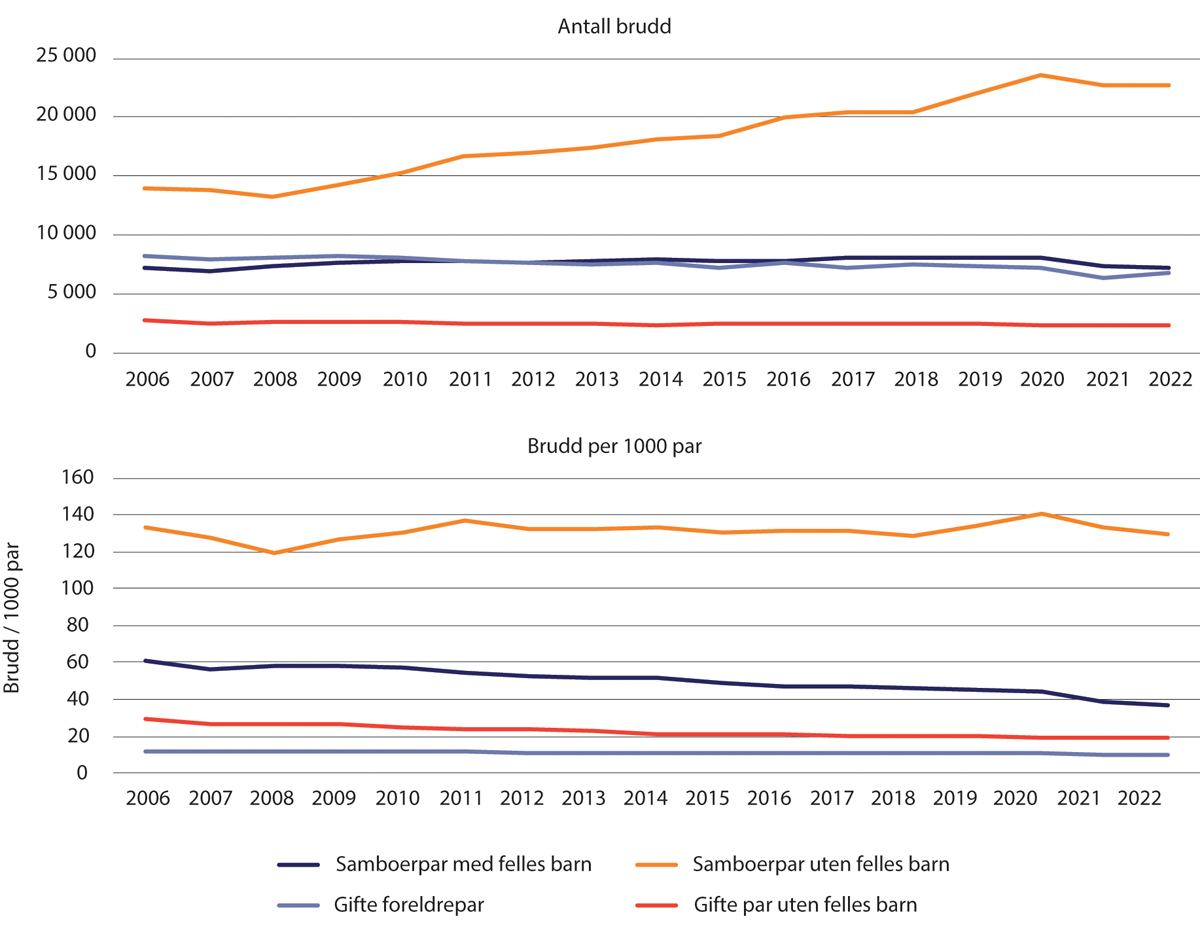 Antall brudd
25 000
20 000
15 000
10 000
5 000
0
2006 2007 2008 2009 2010 2011 2012 2013 2014 2015 2016 2017 2018 2019 2020 2021 2022
Brudd per 1000 par
Brudd / 1000 par
160
140
120
100
80
60
40
20
0
2006 2007 2008 2009 2010 2011 2012 2013 2014 2015 2016 2017 2018 2019 2020 2021 2022
Samboerpar med felles barn
Samboerpar uten felles barn
Gifte foreldrepar
Gifte par uten felles barn